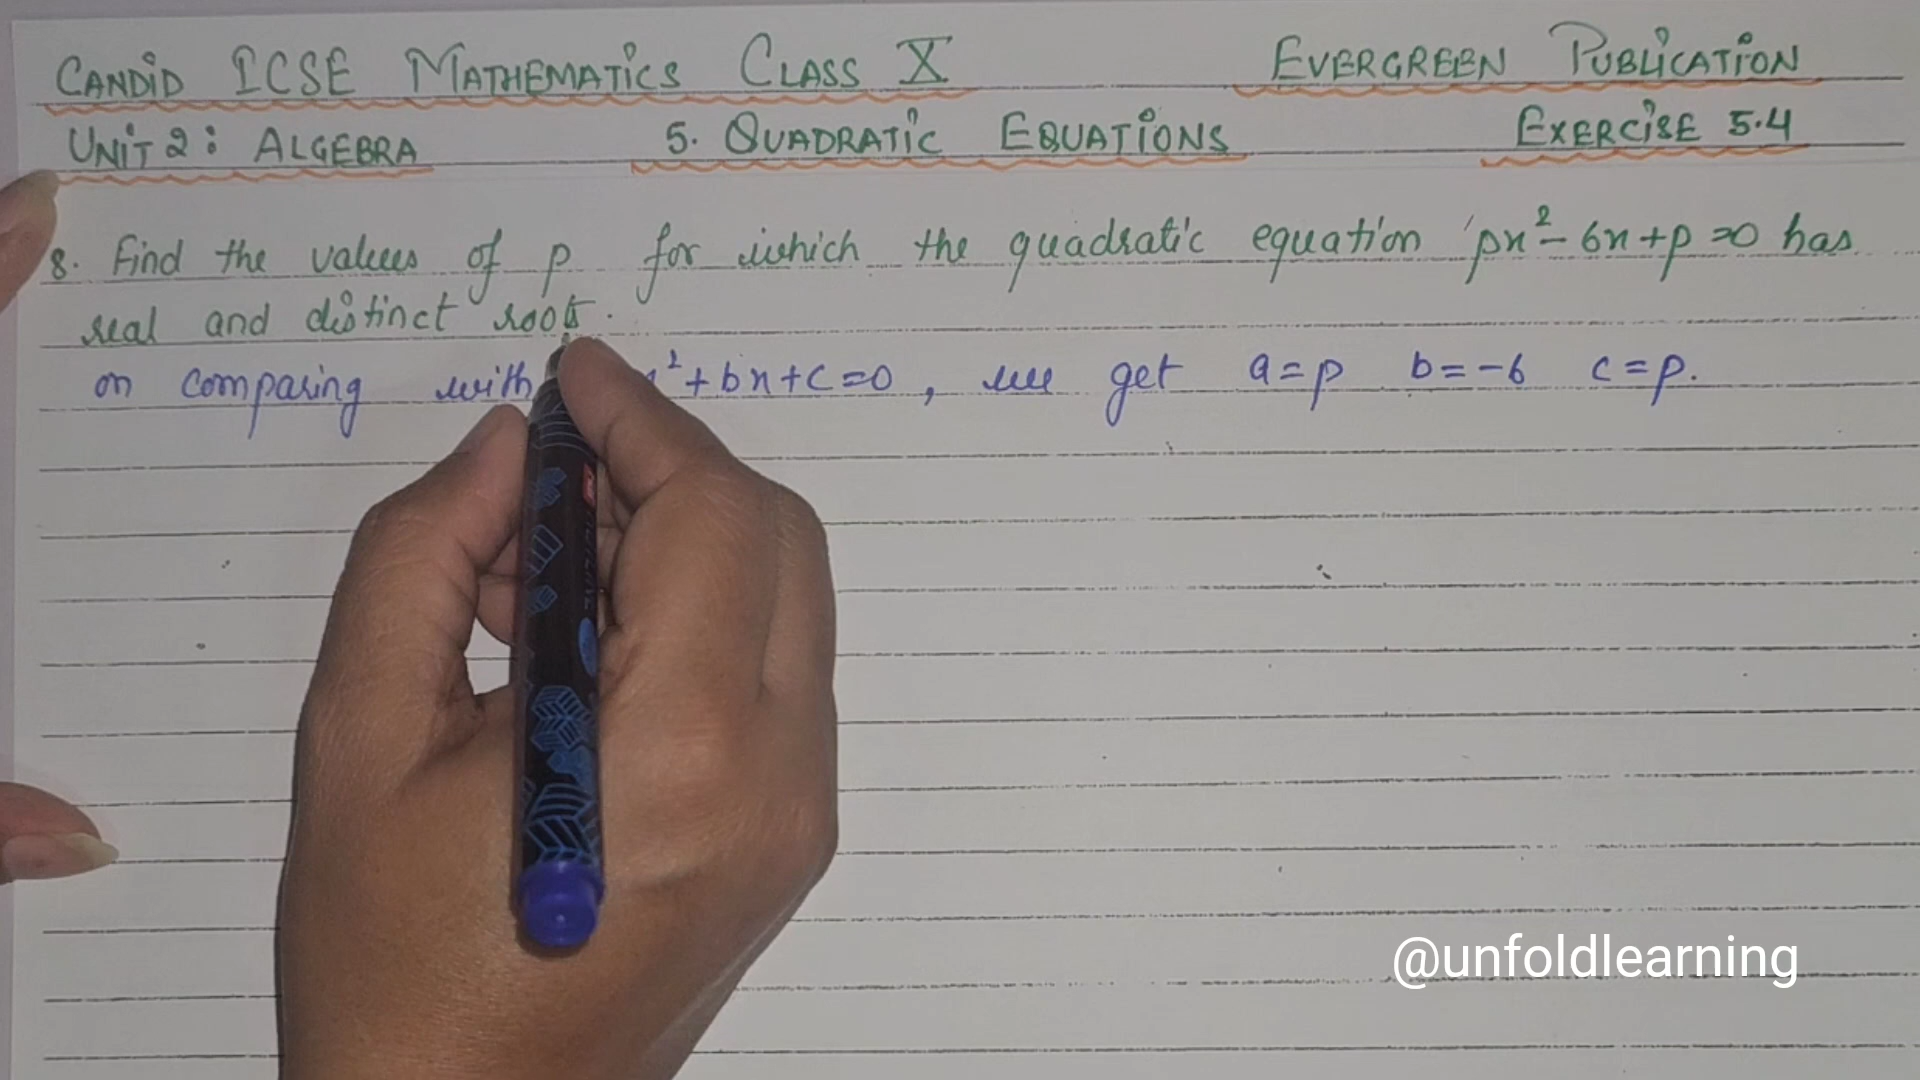 CANDID ICSE MATHEMATICS CLASS X EVERGREEN PUBLICATION
UNIT 2: ALGEBRA 5. QUADRATIC EQUATIONS EXERCISE 5.4
8. Find the values of p for which the quadratic equation px²-6x+p=0 has
real and distinct roots.
on comparing with x²+bx+c=0, we get a=p b=-6 c=p.
@unfoldlearning